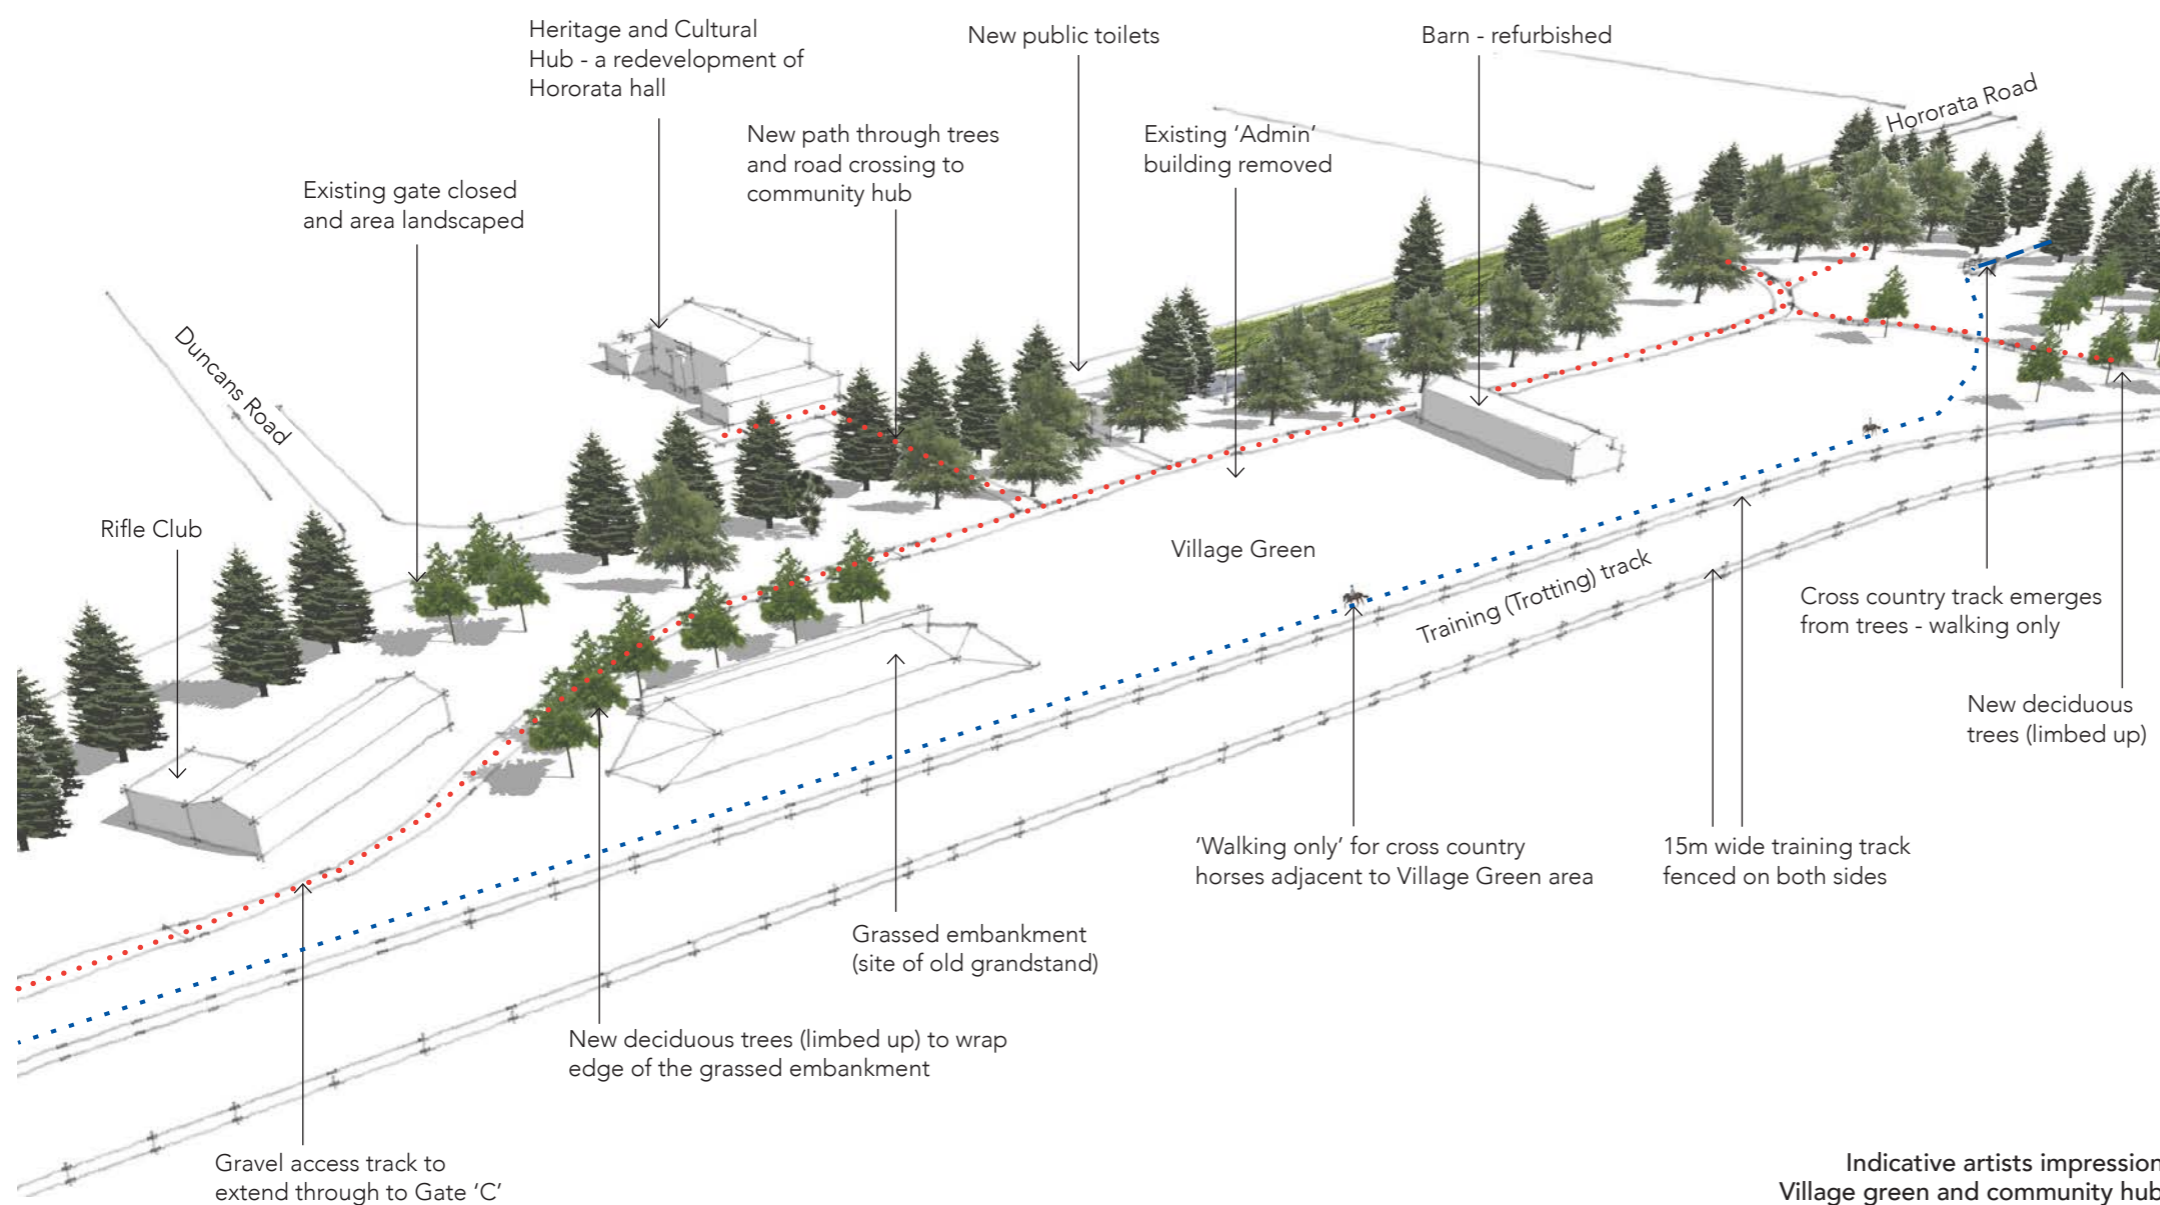 Heritage and Cultural
Hub - a redevelopment of
Hororata hall
New public toilets
Barn - refurbished
Hororata Road
New path through trees
and road crossing to
community hub
Existing ‘Admin’
building removed
Existing gate closed
and area landscaped
Duncans Road
Rifle Club
Village Green
Training (Trotting) track
Cross country track emerges
from trees - walking only
New deciduous
trees (limbed up)
‘Walking only’ for cross country
horses adjacent to Village Green area
15m wide training track
fenced on both sides
Grassed embankment
(site of old grandstand)
New deciduous trees (limbed up) to wrap
edge of the grassed embankment
Gravel access track to
extend through to Gate ‘C’
Indicative artists impression
Village green and community hub